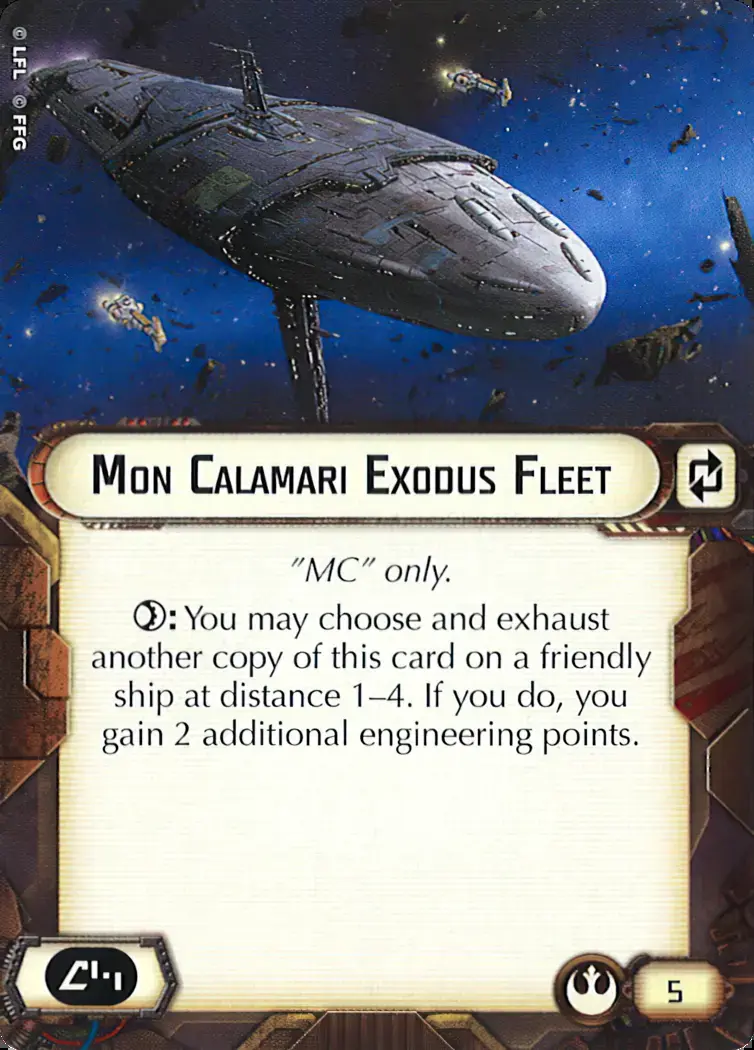 © LFL © FFG
Mon Calamari Exodus Fleet
"MC" only.
: You may choose and exhaust
another copy of this card on a friendly
ship at distance 1–4. If you do, you
gain 2 additional engineering points.
5